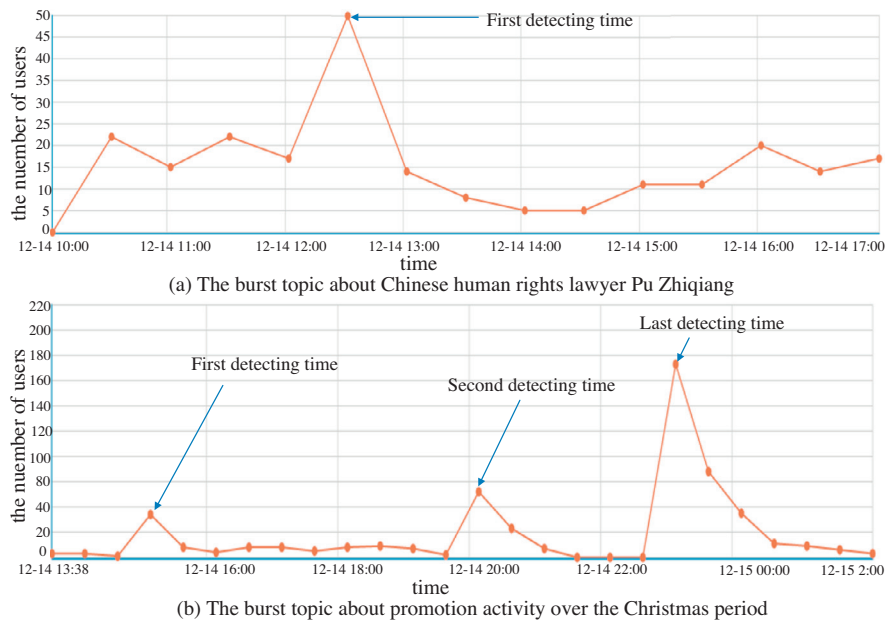 50
First detecting time
45
40
35
30
25
20
15
10
5
0
the nuember of users
12-14 10:00 12-14 11:00 12-14 12:00 12-14 13:00 12-14 14:00 12-14 15:00 12-14 16:00 12-14 17:00
time
(a) The burst topic about Chinese human rights lawyer Pu Zhiqiang
220
200
180
160
140
120
100
80
60
40
20
0
the nuember of users
Last detecting time
First detecting time
Second detecting time
12-14 13:38 12-14 16:00 12-14 18:00 12-14 20:00 12-14 22:00 12-15 00:00 12-15 2:00
time
(b) The burst topic about promotion activity over the Christmas period